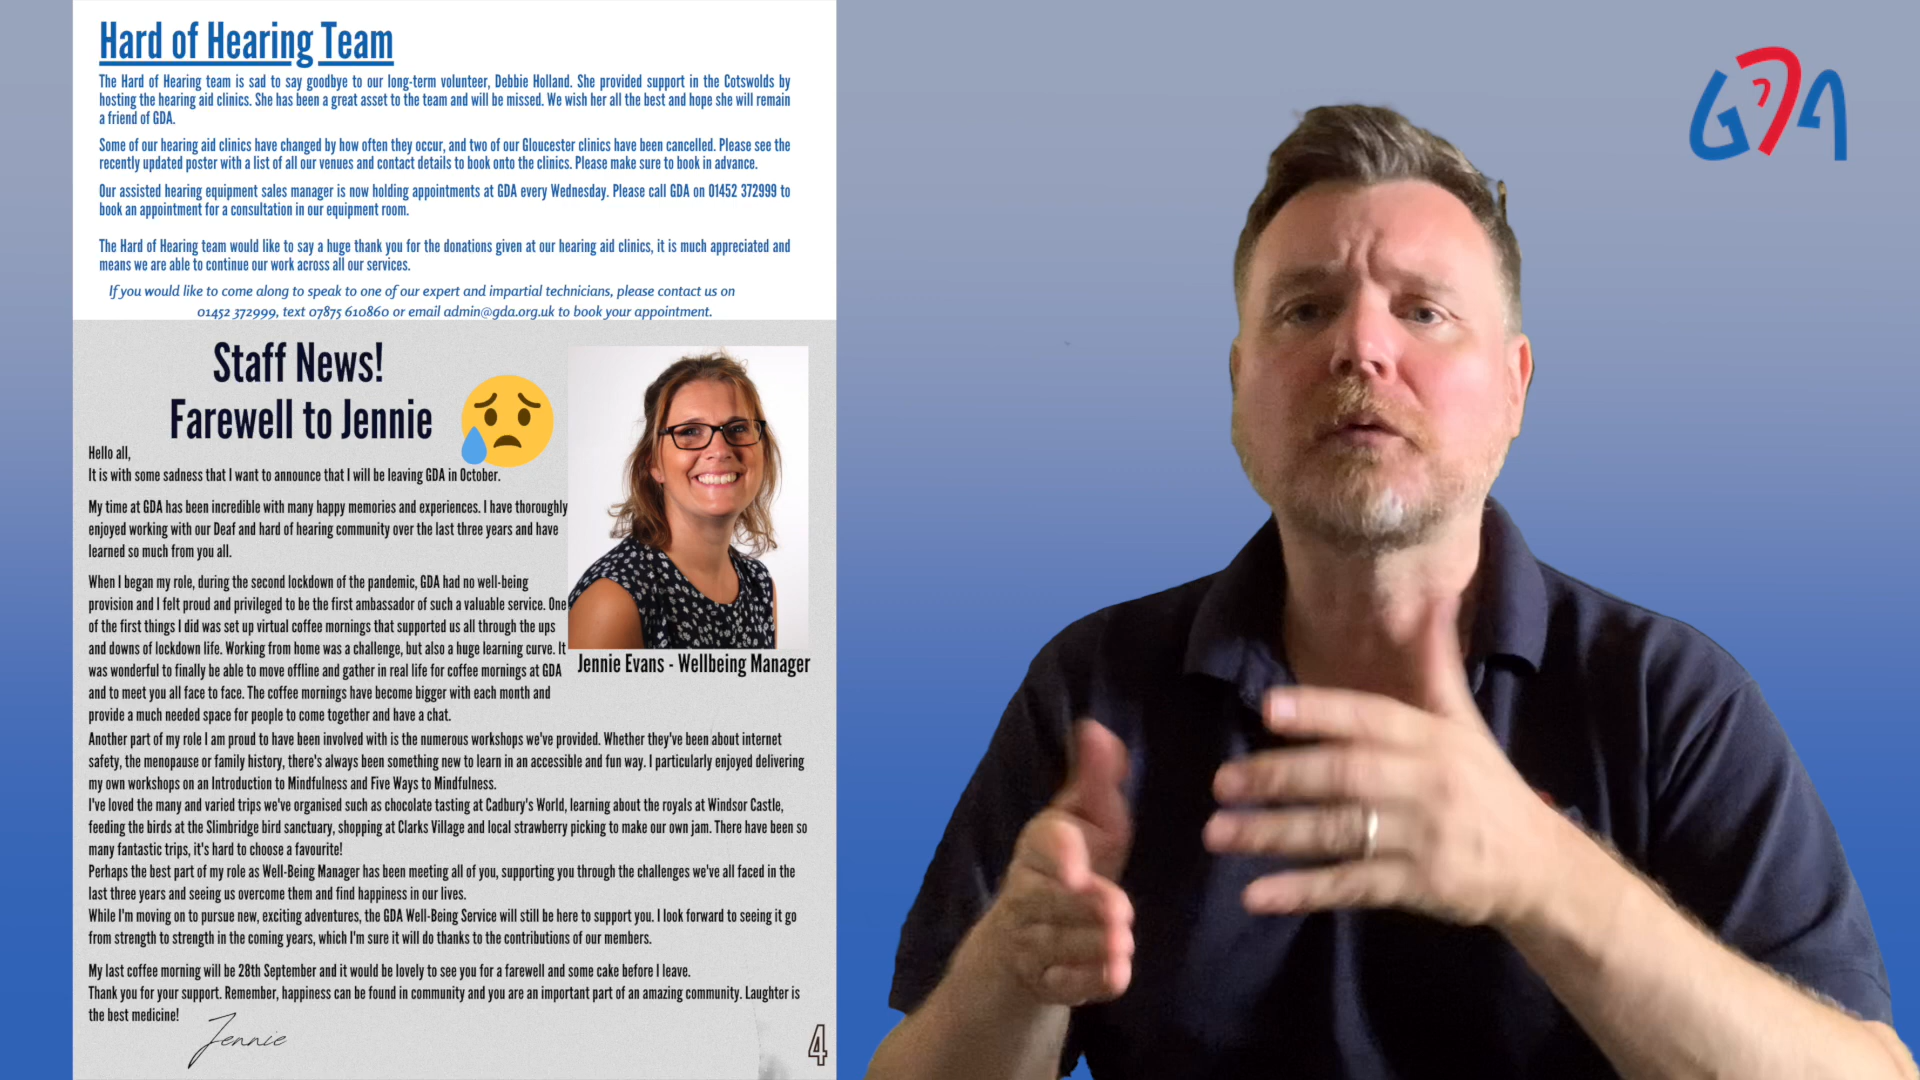 Hard of Hearing Team
The Hard of Hearing team is sad to say goodbye to our long-term volunteer, Debbie Holland. She provided support in the Cotswolds by
hosting the hearing aid clinics. She has been a great asset to the team and will be missed. We wish her all the best and hope she will remain
a friend of GDA.
Some of our hearing aid clinics have changed by how often they occur, and two of our Gloucester clinics have been cancelled. Please see the
recently updated poster with a list of all our venues and contact details to book onto the clinics. Please make sure to book in advance.
Our assisted hearing equipment sales manager is now holding appointments at GDA every Wednesday. Please call GDA on 01452 372999 to
book an appointment for a consultation in our equipment room.
The Hard of Hearing team would like to say a huge thank you for the donations given at our hearing aid clinics, it is much appreciated and
means we are able to continue our work across all our services.
If you would like to come along to speak to one of our expert and impartial technicians, please contact us on
01452 372999, text 07875 610860 or email admin@gda.org.uk to book your appointment.
Staff News!
Farewell to Jennie
Hello all,
It is with some sadness that I want to announce that I will be leaving GDA in October.
My time at GDA has been incredible with many happy memories and experiences. I have thoroughly
enjoyed working with our Deaf and hard of hearing community over the last three years and have
learned so much from you all.
When I began my role, during the second lockdown of the pandemic, GDA had no well-being
provision and I felt proud and privileged to be the first ambassador of such a valuable service. One
of the first things I did was set up virtual coffee mornings that supported us all through the ups
and downs of lockdown life. Working from home was a challenge, but also a huge learning curve. It
was wonderful to finally be able to move offline and gather in real life for coffee mornings at GDA
and to meet you all face to face. The coffee mornings have become bigger with each month and
provide a much needed space for people to come together and have a chat.
Jennie Evans - Wellbeing Manager
Another part of my role I am proud to have been involved with is the numerous workshops we've provided. Whether they've been about internet
safety, the menopause or family history, there's always been something new to learn in an accessible and fun way. I particularly enjoyed delivering
my own workshops on an Introduction to Mindfulness and Five Ways to Mindfulness.
I've loved the many and varied trips we've organised such as chocolate tasting at Cadbury's World, learning about the royals at Windsor Castle,
feeding the birds at the Slimbridge bird sanctuary, shopping at Clarks Village and local strawberry picking to make our own jam. There have been so
many fantastic trips, it's hard to choose a favourite!
Perhaps the best part of my role as Well-Being Manager has been meeting all of you, supporting you through the challenges we've all faced in the
last three years and seeing us overcome them and find happiness in our lives.
While I'm moving on to pursue new, exciting adventures, the GDA Well-Being Service will still be here to support you. I look forward to seeing it go
from strength to strength in the coming years, which I'm sure it will do thanks to the contributions of our members.
My last coffee morning will be 28th September and it would be lovely to see you for a farewell and some cake before I leave.
Thank you for your support. Remember, happiness can be found in community and you are an important part of an amazing community. Laughter is
the best medicine!
Jennie
4
GDA